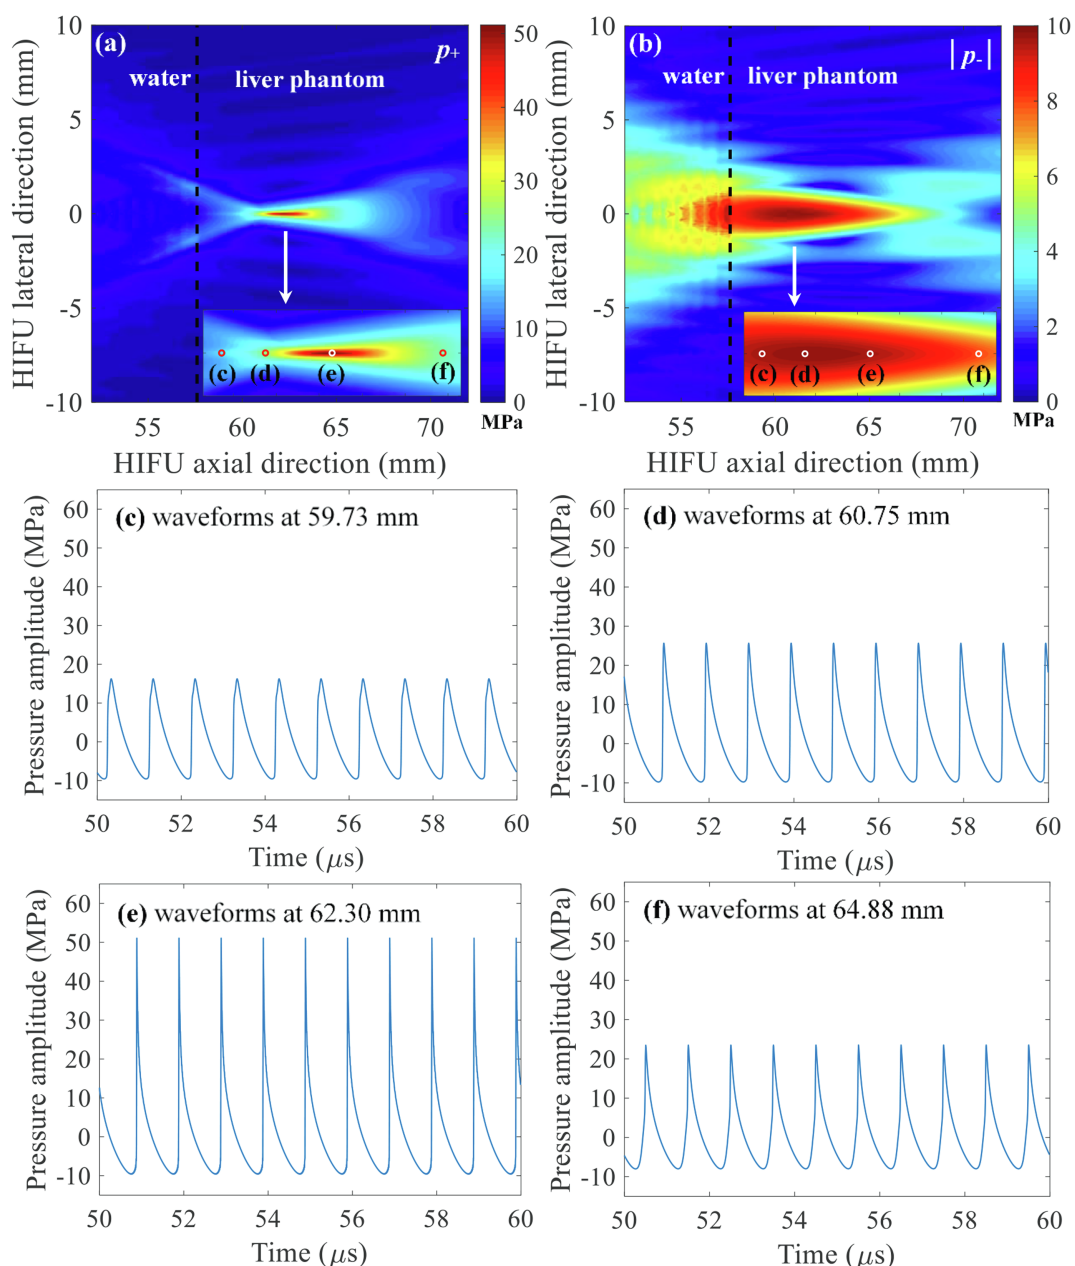 (a)
p₊
water
liver phantom
(c)
(d)
(e)
(f)
10
5
0
-5
-10
55
60
65
70
HIFU lateral direction (mm)
HIFU axial direction (mm)
50
40
30
20
10
0
MPa
(b)
|p₋|
water
liver phantom
(c)
(d)
(e)
(f)
10
5
0
-5
-10
55
60
65
70
HIFU lateral direction (mm)
HIFU axial direction (mm)
10
8
6
4
2
0
MPa
(c) waveforms at 59.73 mm
60
50
40
30
20
10
0
-10
50
52
54
56
58
60
Pressure amplitude (MPa)
Time (μs)
(d) waveforms at 60.75 mm
60
50
40
30
20
10
0
-10
50
52
54
56
58
60
Pressure amplitude (MPa)
Time (μs)
(e) waveforms at 62.30 mm
60
50
40
30
20
10
0
-10
50
52
54
56
58
60
Pressure amplitude (MPa)
Time (μs)
(f) waveforms at 64.88 mm
60
50
40
30
20
10
0
-10
50
52
54
56
58
60
Pressure amplitude (MPa)
Time (μs)